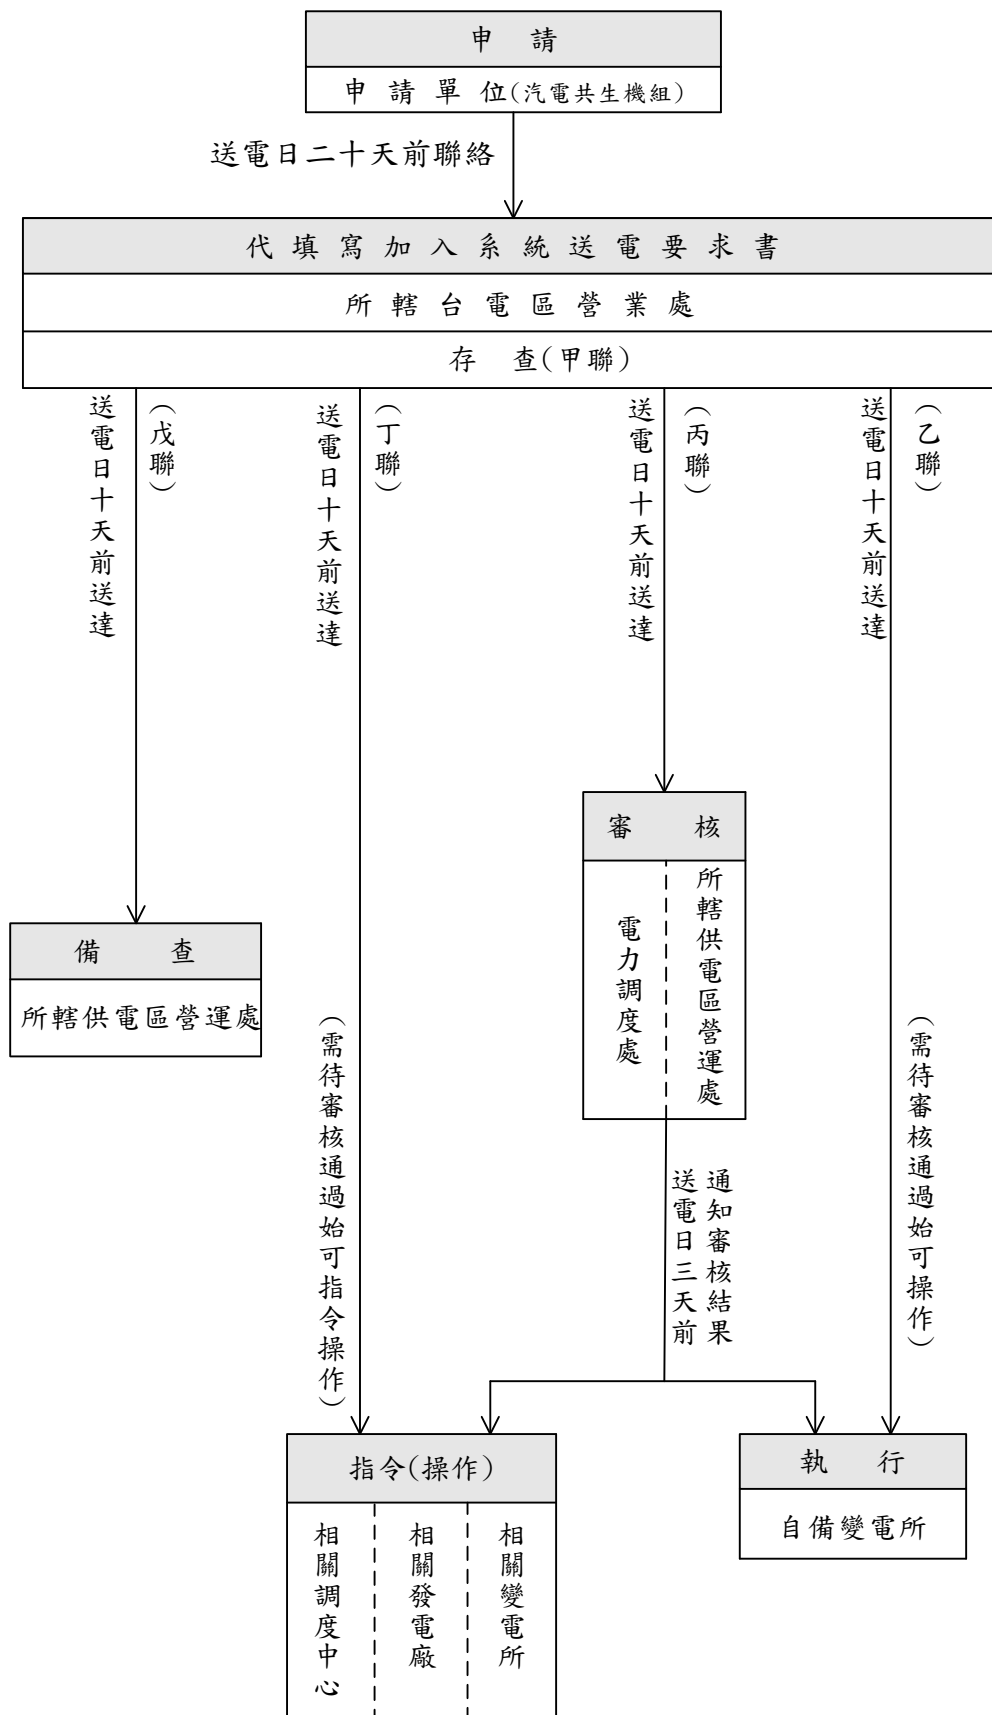 申 請
申 請 單 位(汽電共生機組)
送電日二十天前聯絡
代 填 寫 加 入 系 統 送 電 要 求 書
所 轄 台 電 區 營 業 處
存 查(甲聯)
送電日十天前送達
(戊聯)
送電日十天前送達
(丁聯)
送電日十天前送達
(丙聯)
送電日十天前送達
(乙聯)
審 核
電力調度處
所轄供電區營運處
備 查
所轄供電區營運處
(需待審核通過始可指令操作)
(需待審核通過始可操作)
通知審核結果
送電日三天前
指令(操作)
相關調度中心
相關發電廠
相關變電所
執 行
自備變電所